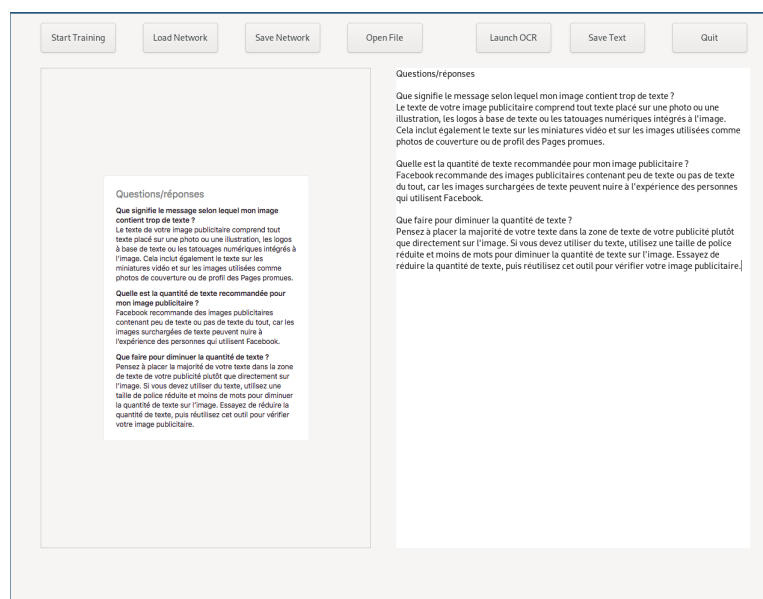 Start Training
Load Network
Save Network
Open File
Launch OCR
Save Text
Quit
Questions/réponses
Que signifie le message selon lequel mon image
contient trop de texte ?
Le texte de votre image publicitaire comprend tout
texte placé sur une photo ou une illustration, les logos
à base de texte ou les tatouages numériques intégrés à
l'image. Cela inclut également le texte sur les
miniatures vidéo et sur les images utilisées comme
photos de couverture ou de profil des Pages promues.
Quelle est la quantité de texte recommandée pour
mon image publicitaire ?
Facebook recommande des images publicitaires
contenant peu de texte ou pas de texte du tout, car les
images surchargées de texte peuvent nuire à
l'expérience des personnes qui utilisent Facebook.
Que faire pour diminuer la quantité de texte ?
Pensez à placer la majorité de votre texte dans la zone
de texte de votre publicité plutôt que directement sur
l'image. Si vous devez utiliser du texte, utilisez une
taille de police réduite et moins de mots pour diminuer
la quantité de texte sur l'image. Essayez de réduire la
quantité de texte, puis réutilisez cet outil pour vérifier
votre image publicitaire.
Questions/réponses
Que signifie le message selon lequel mon image contient trop de texte ?
Le texte de votre image publicitaire comprend tout texte placé sur une photo ou une
illustration, les logos à base de texte ou les tatouages numériques intégrés à l'image.
Cela inclut également le texte sur les miniatures vidéo et sur les images utilisées comme
photos de couverture ou de profil des Pages promues.
Quelle est la quantité de texte recommandée pour mon image publicitaire ?
Facebook recommande des images publicitaires contenant peu de texte ou pas de texte
du tout, car les images surchargées de texte peuvent nuire à l'expérience des personnes
qui utilisent Facebook.
Que faire pour diminuer la quantité de texte ?
Pensez à placer la majorité de votre texte dans la zone de texte de votre publicité plutôt
que directement sur l'image. Si vous devez utiliser du texte, utilisez une taille de police
réduite et moins de mots pour diminuer la quantité de texte sur l'image. Essayez de
réduire la quantité de texte, puis réutilisez cet outil pour vérifier votre image publicitaire.